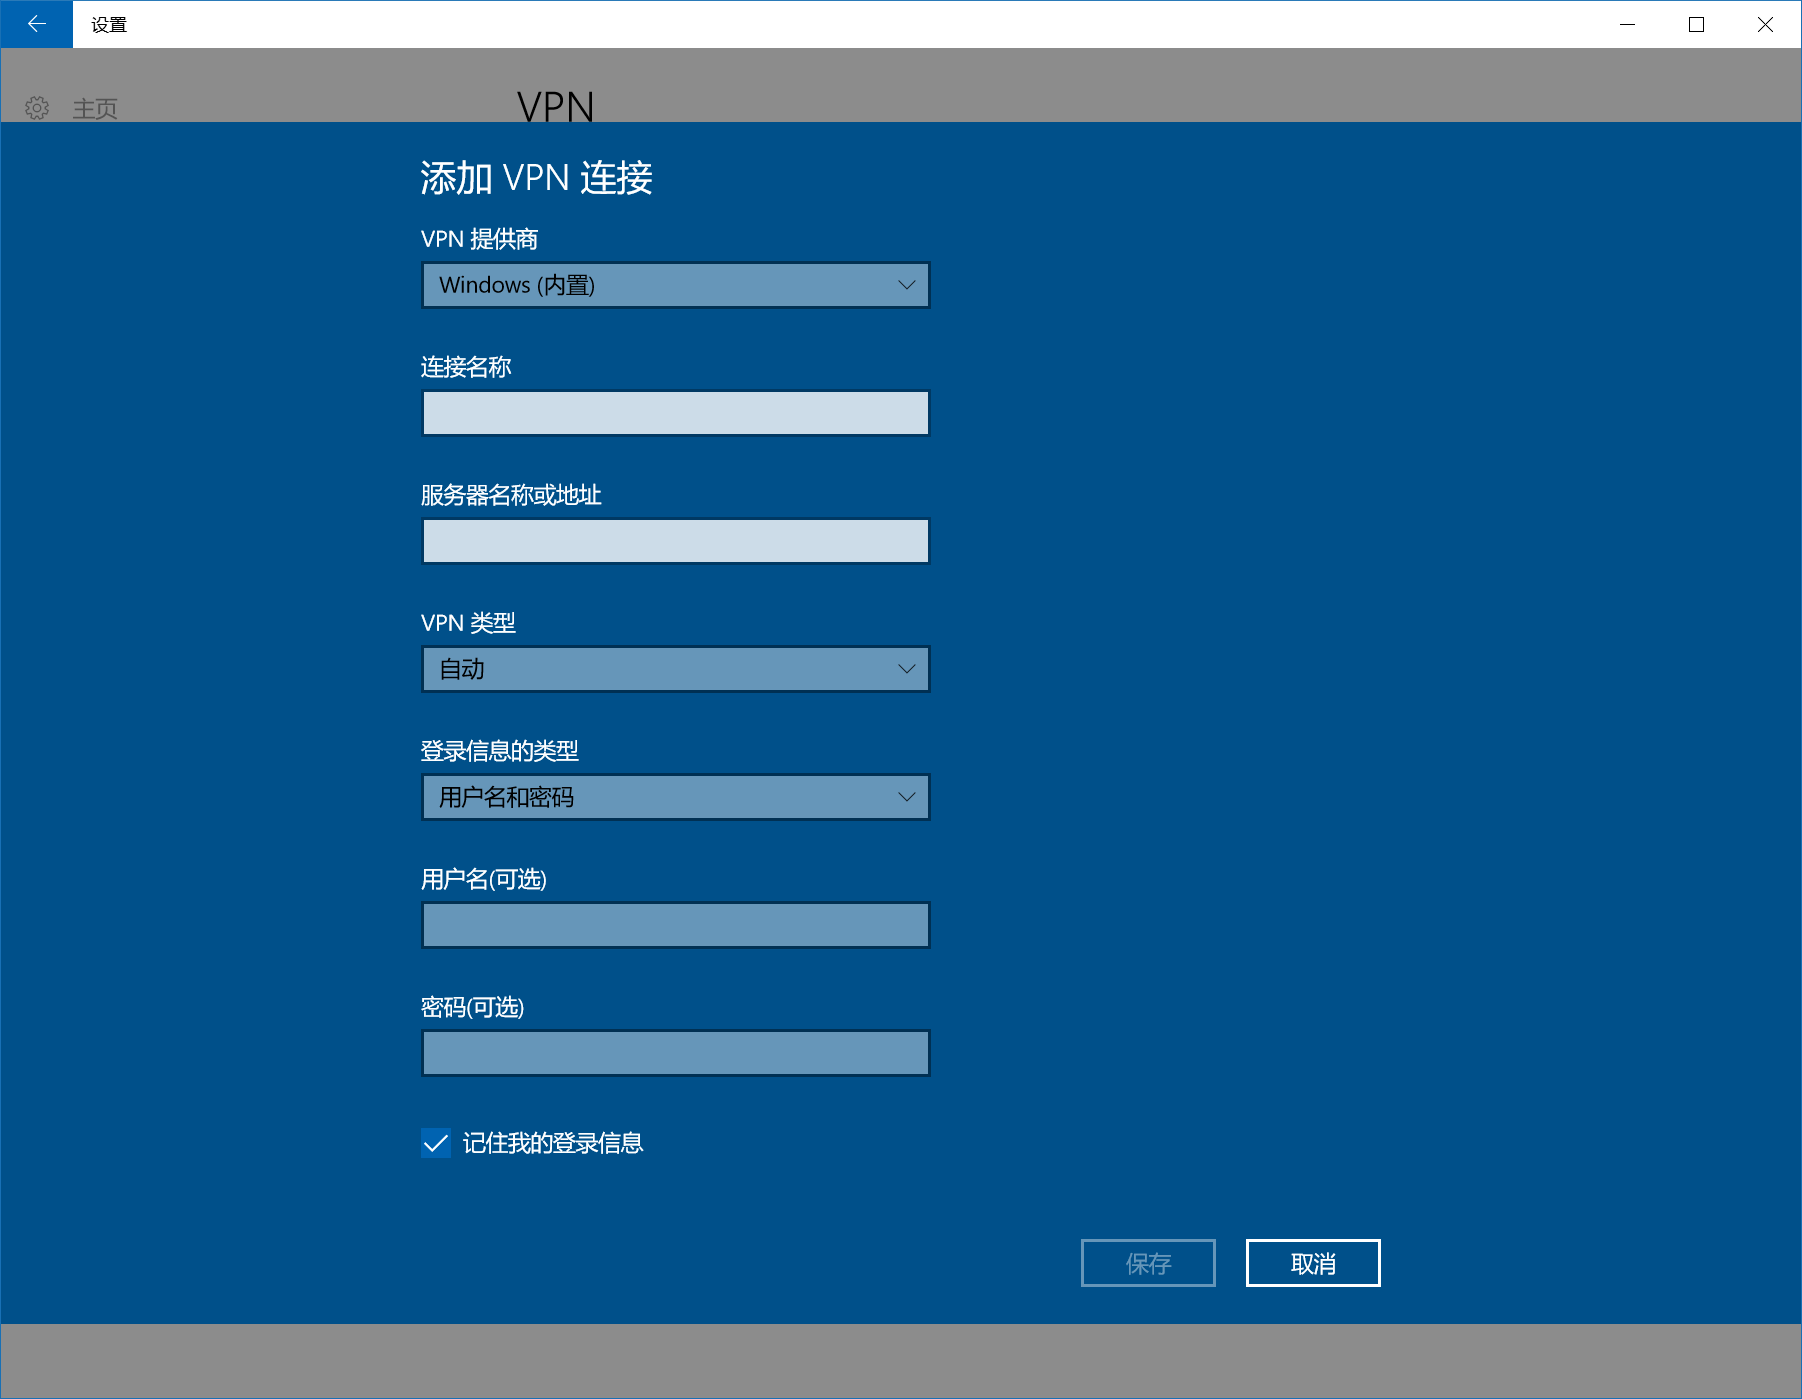 设置
主页
VPN
添加 VPN 连接
VPN 提供商
Windows (内置)
连接名称
服务器名称或地址
VPN 类型
自动
登录信息的类型
用户名和密码
用户名(可选)
密码(可选)
记住我的登录信息
保存
取消